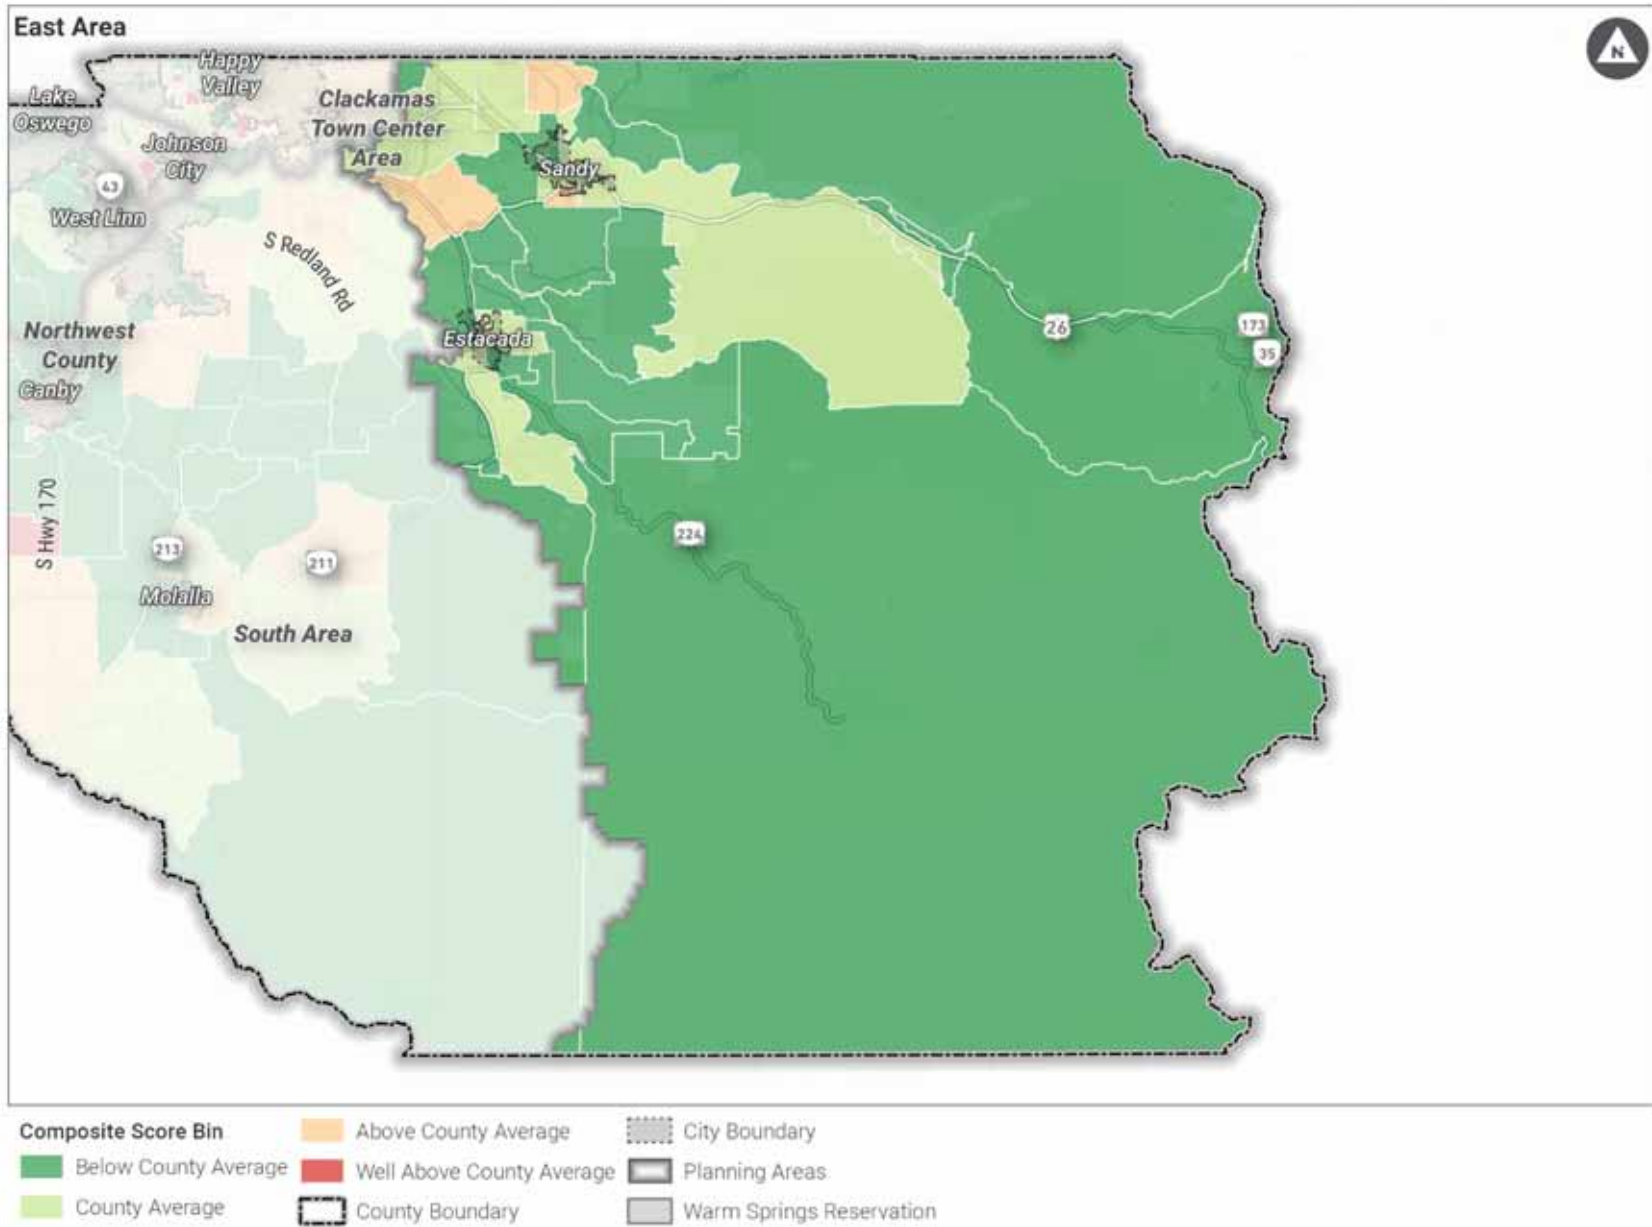 East Area
N
Happy
Valley
Lake
Oswego
Clackamas
Town Center
Area
Johnson
City
Sandy
43
West Linn
S Redland Rd
Northwest
County
Canby
Estacada
26
173
35
S Hwy 170
213
211
224
Molalla
South Area
Composite Score Bin
Below County Average
County Average
Above County Average
Well Above County Average
County Boundary
City Boundary
Planning Areas
Warm Springs Reservation